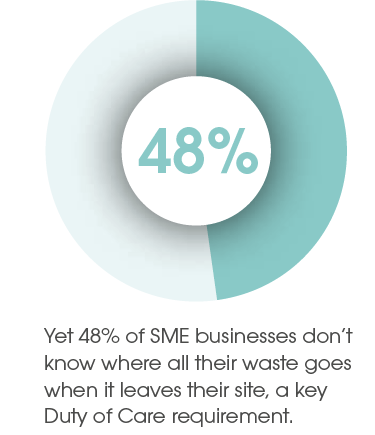 48%
Yet 48% of SME businesses don’t
know where all their waste goes
when it leaves their site, a key
Duty of Care requirement.